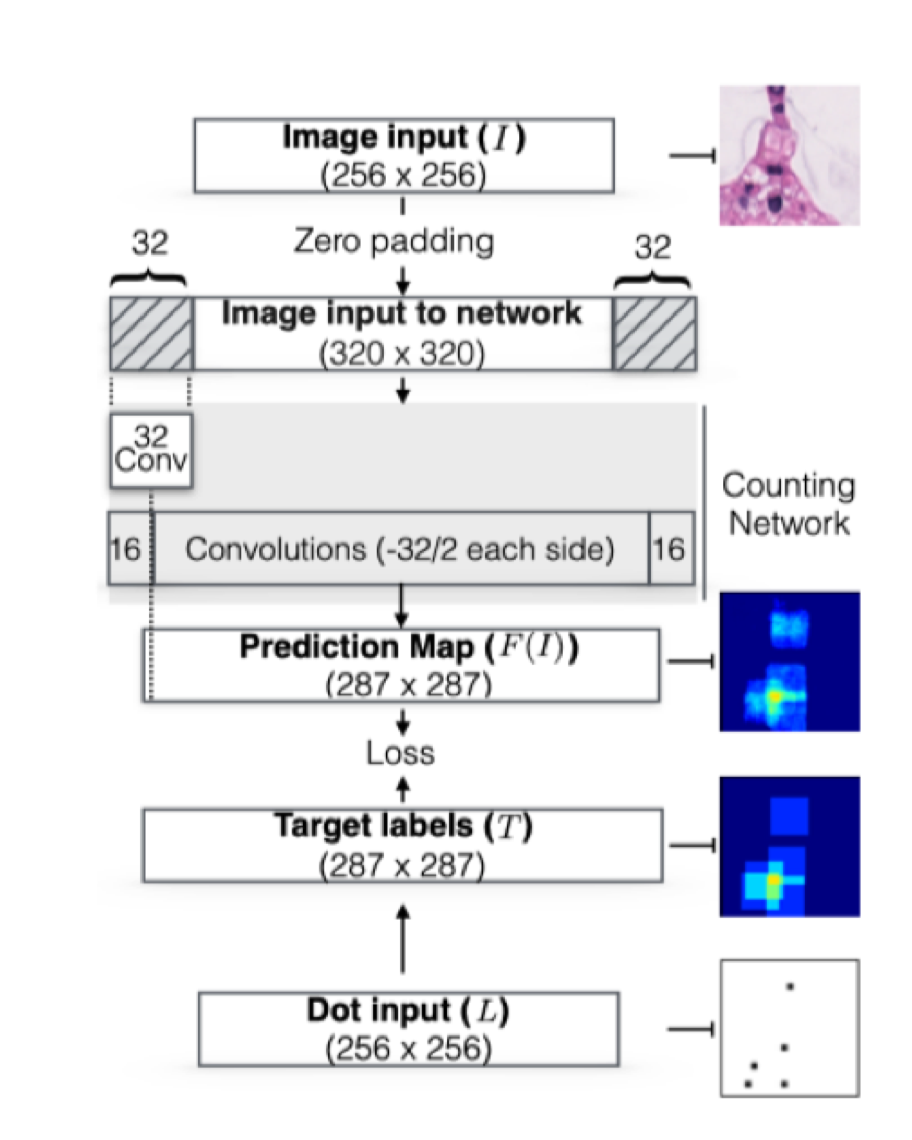 Image input (I)
(256 x 256)
32
Zero padding
32
Image input to network
(320 x 320)
32
Conv
Counting
Network
16
Convolutions (-32/2 each side)
16
Prediction Map (F(I))
(287 x 287)
Loss
Target labels (T)
(287 x 287)
Dot input (L)
(256 x 256)